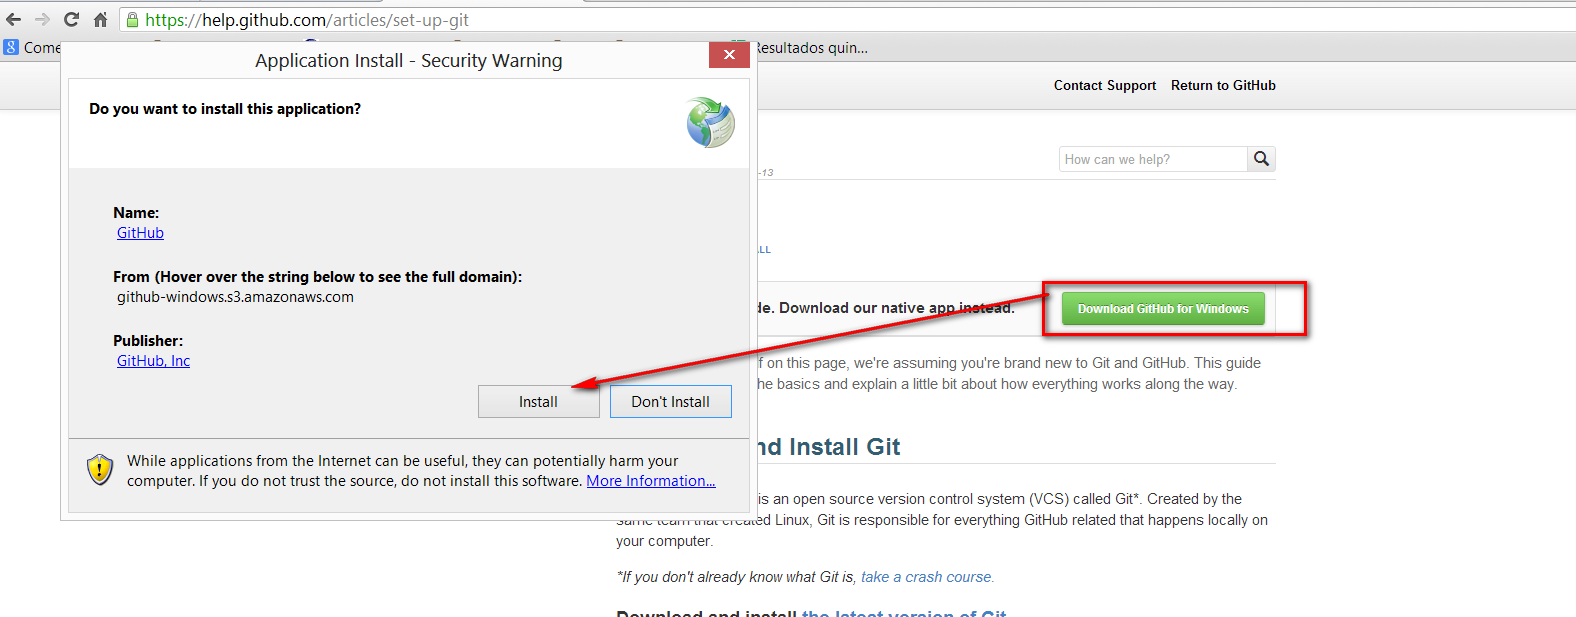 https://help.github.com/articles/set-up-git
Come
Resultados quin...
Application Install - Security Warning
Contact Support Return to GitHub
Do you want to install this application?
How can we help?
-13
Name:
GitHub
From (Hover over the string below to see the full domain):
github-windows.s3.amazonaws.com
Publisher:
GitHub, Inc
Install Don't Install
While applications from the Internet can be useful, they can potentially harm your
computer. If you do not trust the source, do not install this software. More Information...
de. Download our native app instead. Download GitHub for Windows
f on this page, we're assuming you're brand new to Git and GitHub. This guide
he basics and explain a little bit about how everything works along the way.
nd Install Git
is an open source version control system (VCS) called Git*. Created by the
same team that created Linux, Git is responsible for everything GitHub related that happens locally on
your computer.
*If you don't already know what Git is, take a crash course.
Download and install the latest version of Git